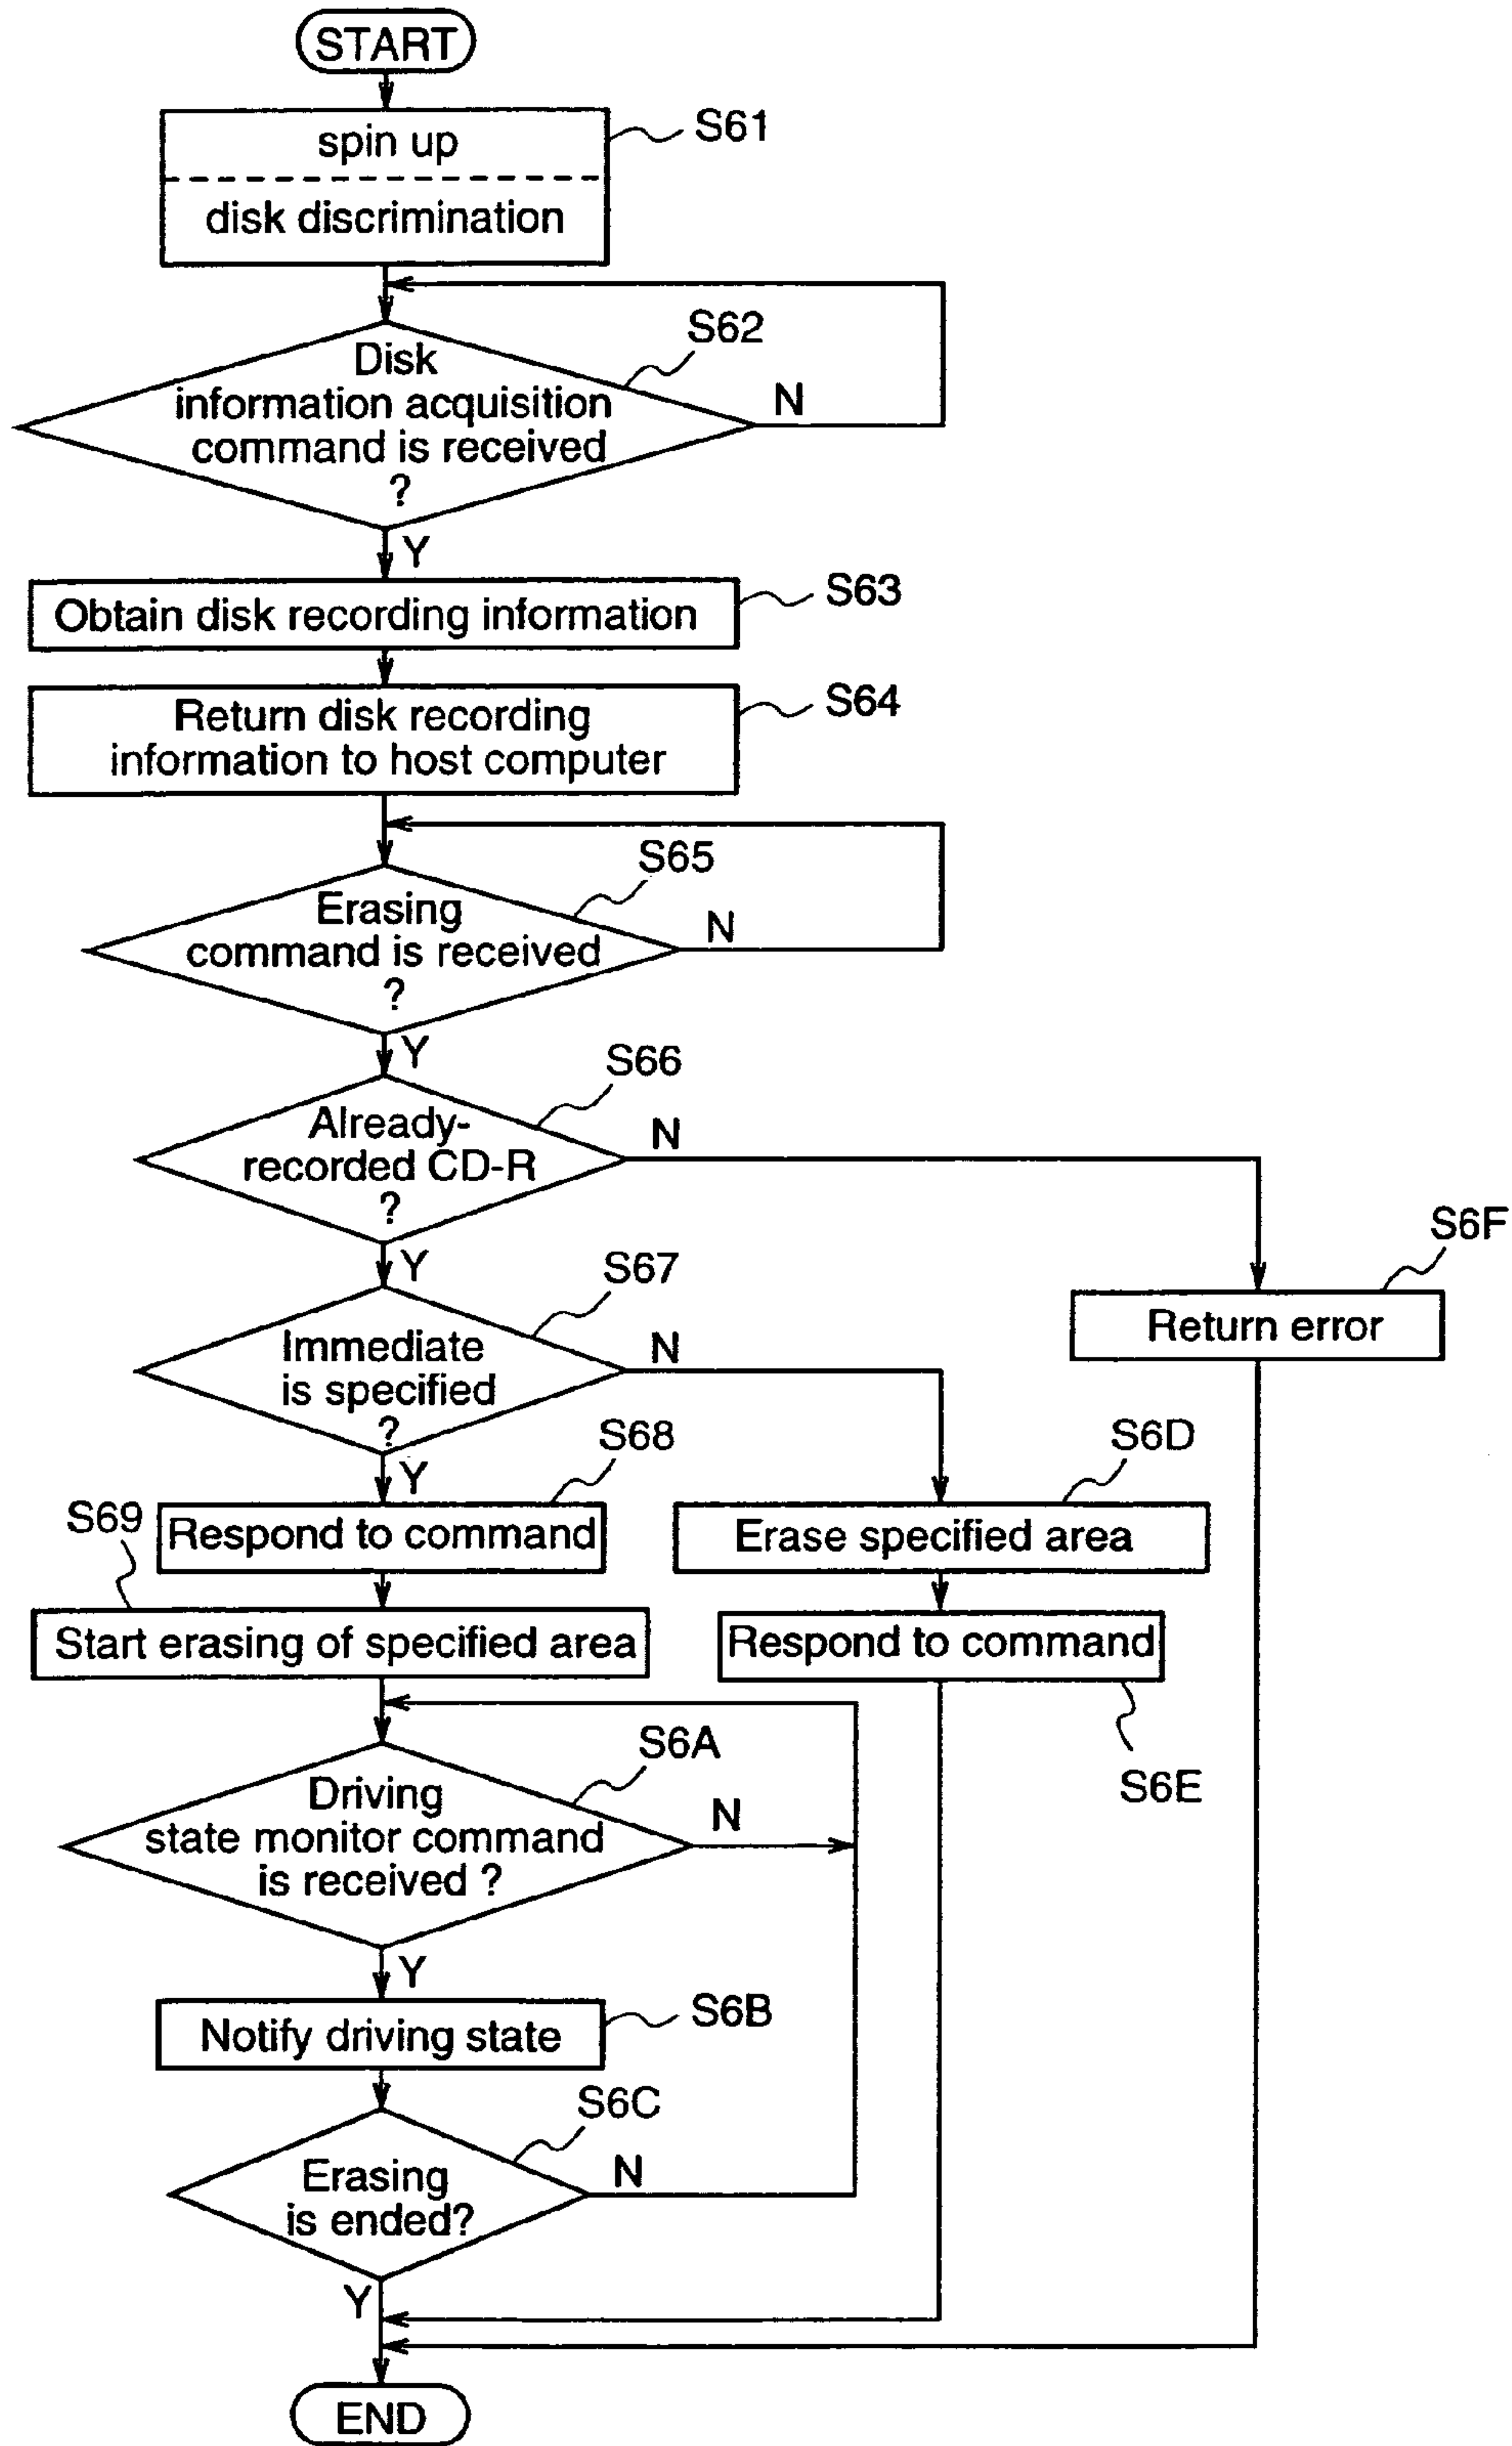 START
spin up
disk discrimination
S61
Disk
information acquisition
command is received
?
S62
N
Y
Obtain disk recording information
S63
Return disk recording
information to host computer
S64
Erasing
command is received
?
S65
N
Y
Already-
recorded CD-R
?
S66
N
Y
S6F
Return error
Immediate
is specified
?
S67
N
Y
S68
Respond to command
S6D
Erase specified area
S69
Start erasing of specified area
Respond to command
S6E
Driving
state monitor command
is received ?
S6A
N
Y
Notify driving state
S6B
Erasing
is ended?
S6C
N
Y
END